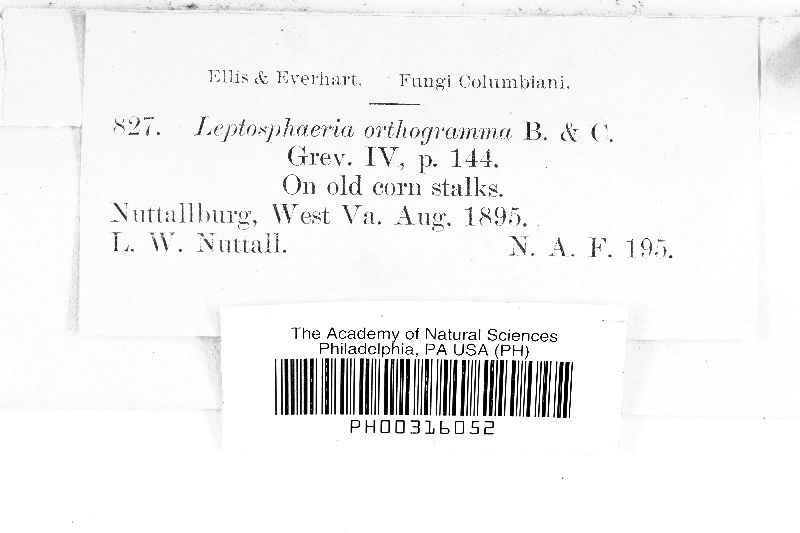 Ellis & Everhart. Fungi Columbiani.
827. Leptosphaeria orthogramma B. & C.
Grev. IV, p. 144.
On old corn stalks.
Nuttallburg, West Va. Aug. 1895.
L. W. Nuttall. N. A. F. 195.
The Academy of Natural Sciences
Philadelphia, PA USA (PH)
PH00316052